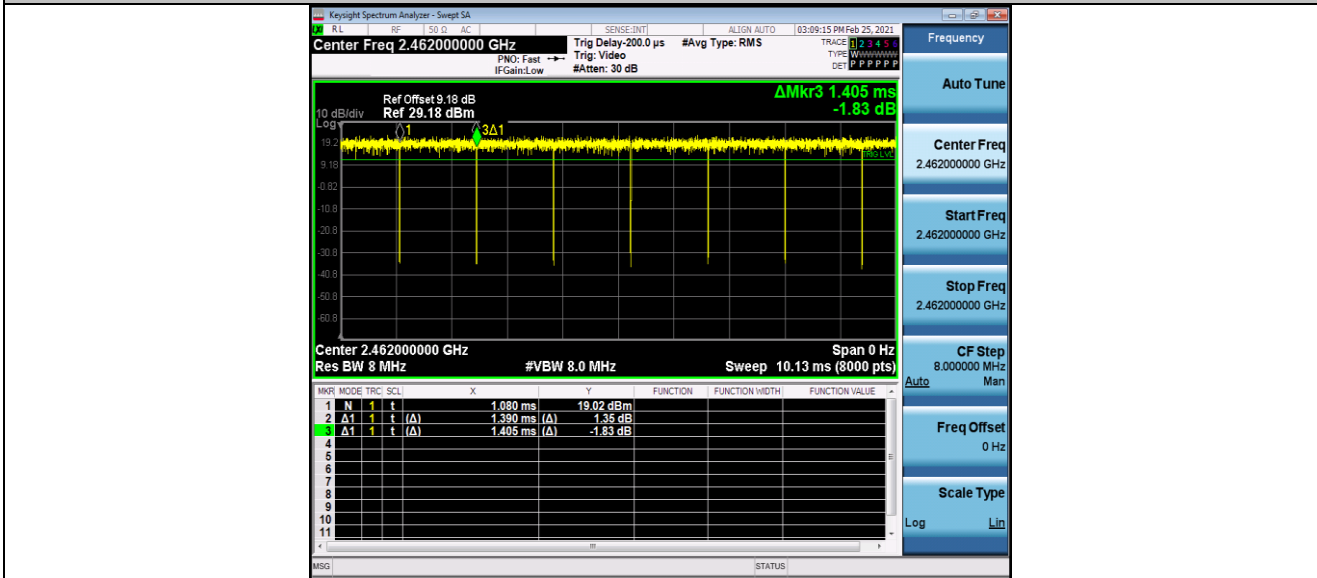 Keysight Spectrum Analyzer - Swept SA
RL RF 50 Ω AC SENSE:INT ALIGN AUTO 03:09:15 PM Feb 25, 2021
Center Freq 2.462000000 GHz
PNO: Fast
IFGain:Low
Trig Delay-200.0 µs
Trig: Video
#Atten: 30 dB
#Avg Type: RMS
TRACE 1 2 3 4 5 6
TYPE WWWWWW
DET P P P P P P
ΔMkr3 1.405 ms
-1.83 dB
Ref Offset 9.18 dB
10 dB/div Ref 29.18 dBm
Log
1 3Δ1
19.2
9.18
TRIG LVL
-0.82
-10.8
-20.8
-30.8
-40.8
-50.8
-60.8
Center 2.462000000 GHz Span 0 Hz
Res BW 8 MHz #VBW 8.0 MHz Sweep 10.13 ms (8000 pts)
MKR MODE TRC SCL X Y FUNCTION FUNCTION WIDTH FUNCTION VALUE
1 N 1 t 1.080 ms 19.02 dBm
2 Δ1 1 t (Δ) 1.390 ms (Δ) 1.35 dB
3 Δ1 1 t (Δ) 1.405 ms (Δ) -1.83 dB
4
5
6
7
8
9
10
11
MSG STATUS
Frequency
Auto Tune
Center Freq
2.462000000 GHz
Start Freq
2.462000000 GHz
Stop Freq
2.462000000 GHz
CF Step
8.000000 MHz
Auto Man
Freq Offset
0 Hz
Scale Type
Log Lin